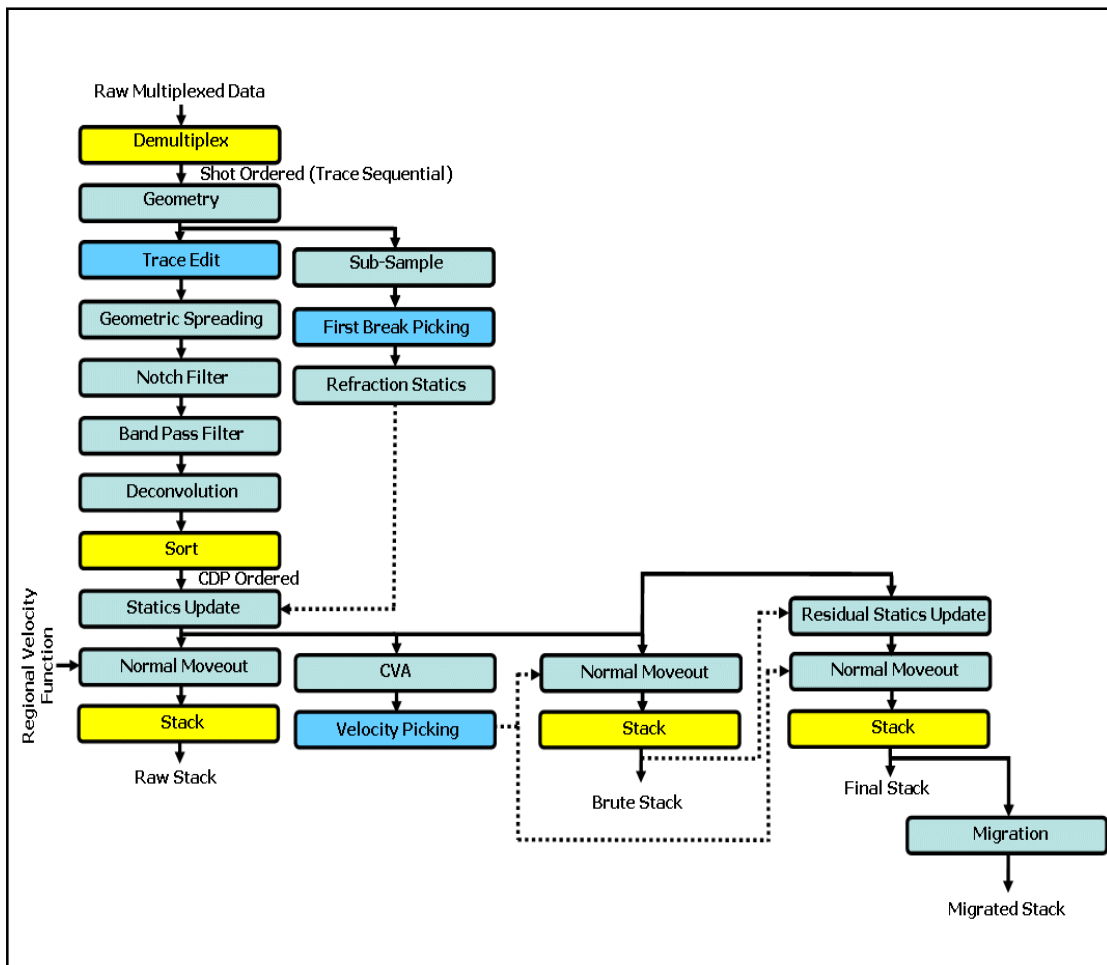 Raw Multiplexed Data
Demultiplex
Shot Ordered (Trace Sequential)
Geometry
Trace Edit
Sub-Sample
Geometric Spreading
First Break Picking
Notch Filter
Refraction Statics
Band Pass Filter
Deconvolution
Sort
CDP Ordered
Statics Update
Residual Statics Update
Regional Velocity
Function
Normal Moveout
CVA
Normal Moveout
Normal Moveout
Stack
Velocity Picking
Stack
Stack
Raw Stack
Brute Stack
Final Stack
Migration
Migrated Stack